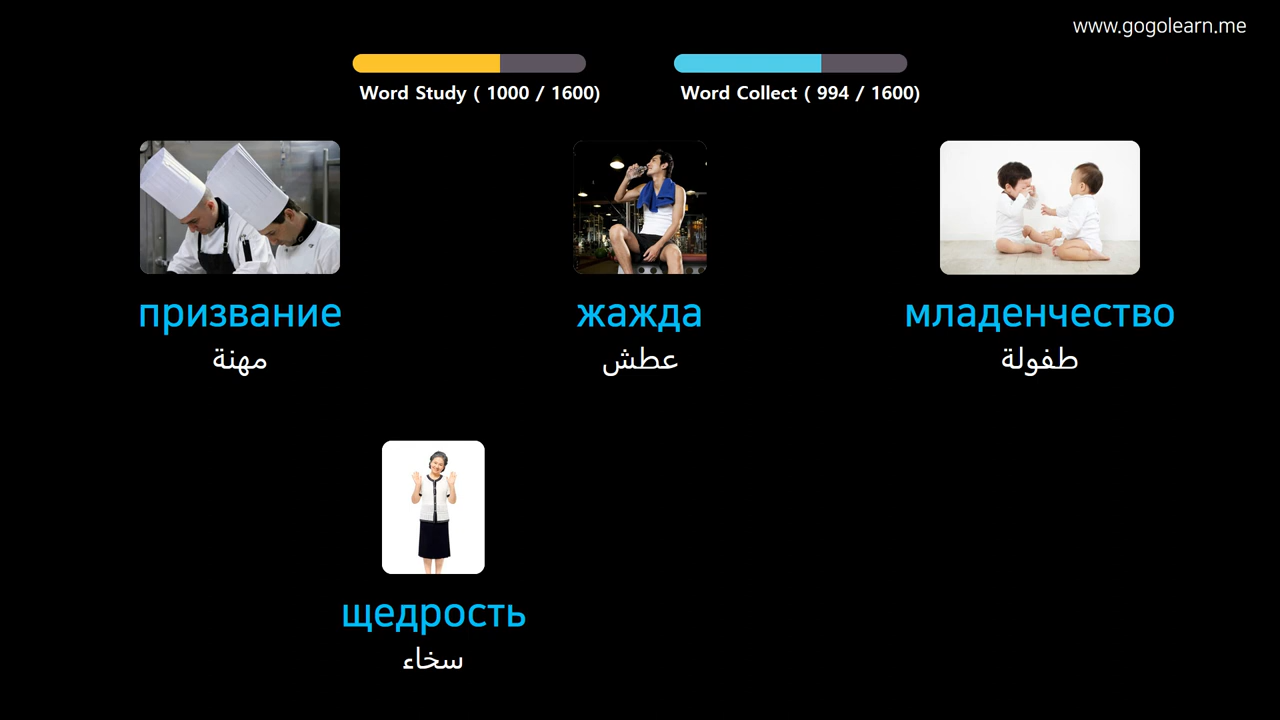 www.gogolearn.me
Word Study ( 1000 / 1600)
Word Collect ( 994 / 1600)
призвание
مهنة
жажда
عطش
младенчество
طفولة
щедрость
سخاء